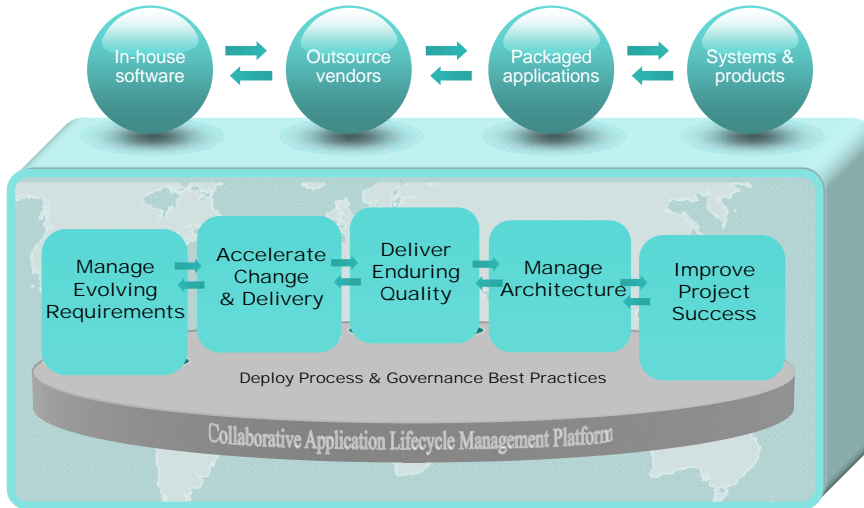 In-house
software
Outsource
vendors
Packaged
applications
Systems &
products
Manage
Evolving
Requirements
Accelerate
Change
& Delivery
Deliver
Enduring
Quality
Manage
Architecture
Improve
Project
Success
Deploy Process & Governance Best Practices
Collaborative Application Lifecycle Management Platform